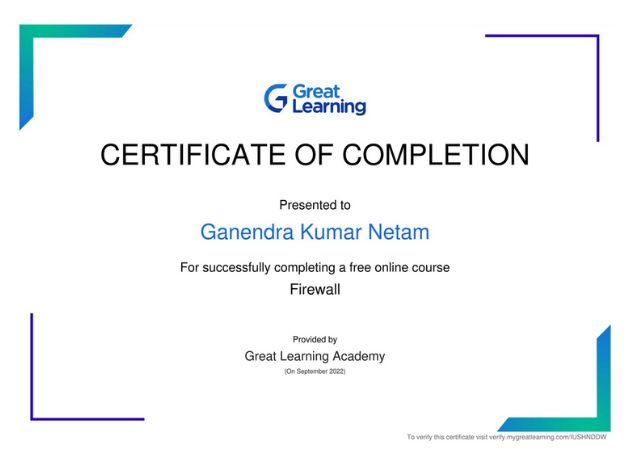 Great
Learning
CERTIFICATE OF COMPLETION
Presented to
Ganendra Kumar Netam
For successfully completing a free online course
Firewall
Provided by
Great Learning Academy
(On September 2022)
To verify this certificate visit verify.mygreatlearning.com/IUSHNDDW